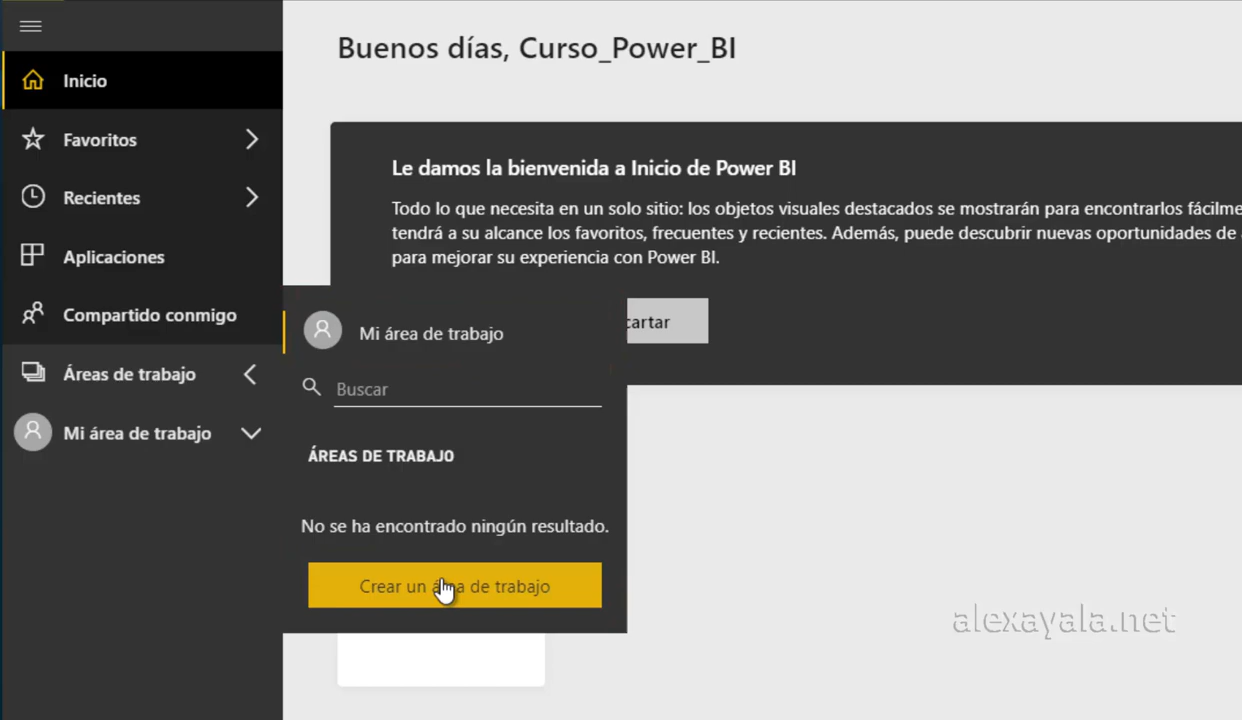 Buenos días, Curso_Power_BI
Inicio
Favoritos
Recientes
Aplicaciones
Compartido conmigo
Áreas de trabajo
Mi área de trabajo
Le damos la bienvenida a Inicio de Power BI
Todo lo que necesita en un solo sitio: los objetos visuales destacados se mostrarán para encontrarlos
tendrá a su alcance los favoritos, frecuentes y recientes. Además, puede descubrir nuevas oportunidades de
para mejorar su experiencia con Power BI.
Mi área de trabajo
Buscar
ÁREAS DE TRABAJO
No se ha encontrado ningún resultado.
Crear un área de trabajo
alexayala.net